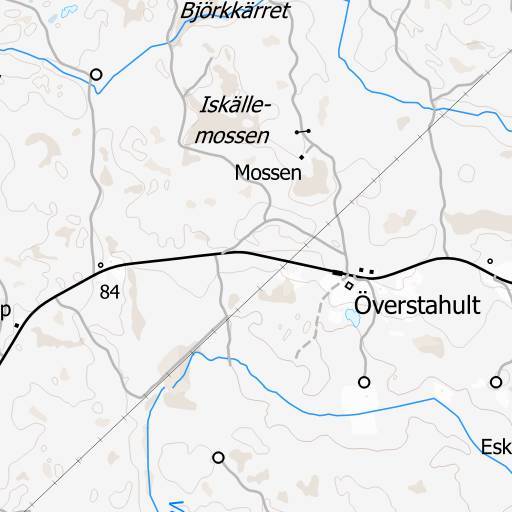 Björkkärret
Iskälle-
mossen
Mossen
84
p
Överstahult
Esk